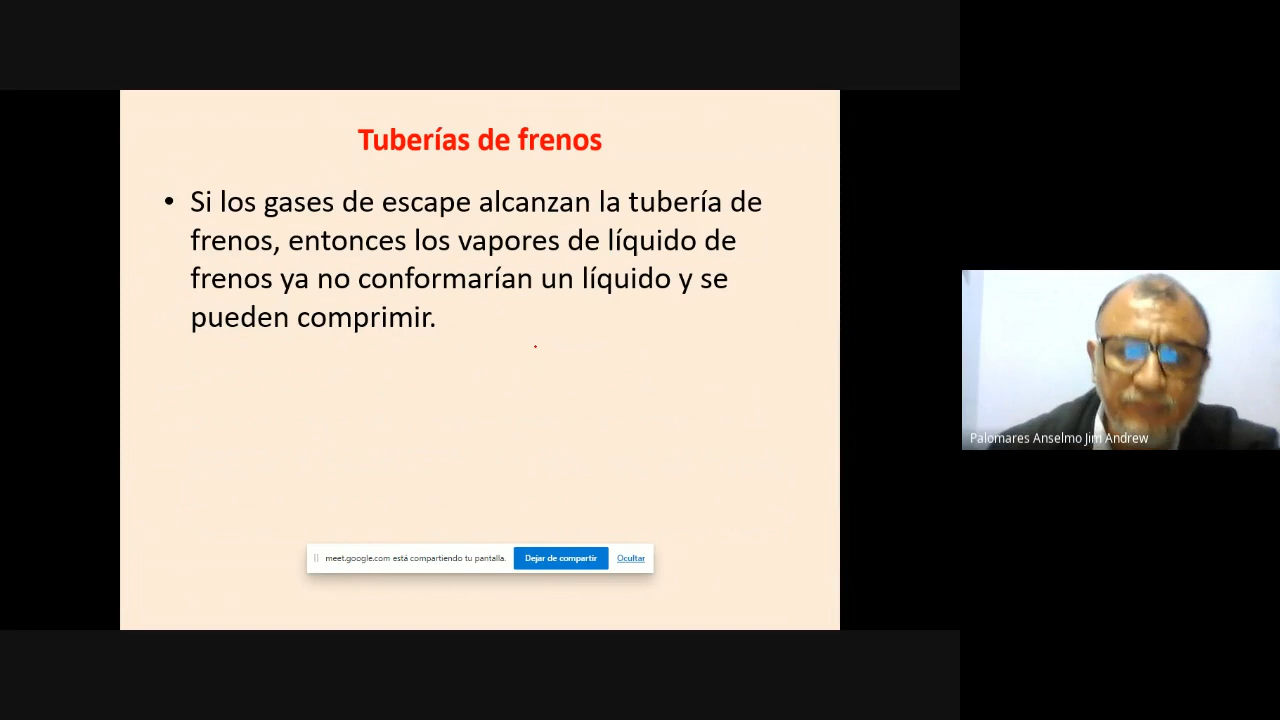 Tuberías de frenos
• Si los gases de escape alcanzan la tubería de
frenos, entonces los vapores de líquido de
frenos ya no conformarían un líquido y se
pueden comprimir.
meet.google.com está compartiendo tu pantalla. Dejar de compartir Ocultar
Palomares Anselmo Jim Andrew